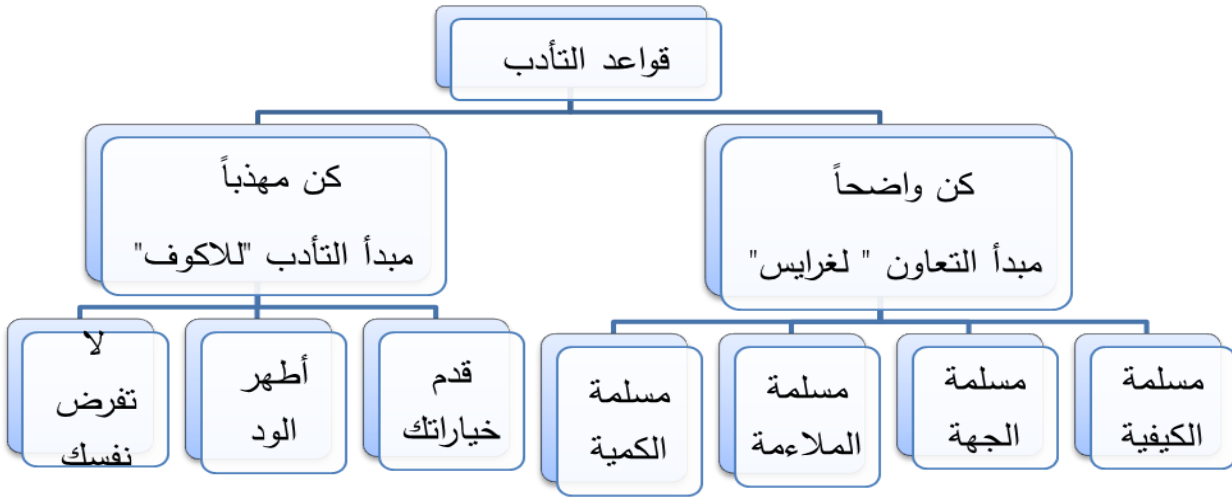 قواعد التأدب
كن واضحاً
مبدأ التعاون " لغرايس"
كن مهذباً
مبدأ التأدب "للاكوف"
مسلمة
الكيفية
مسلمة
الجهة
مسلمة
الملاءمة
مسلمة
الكمية
قدم
خياراتك
أطهر
الود
لا
تفرض
نفسك